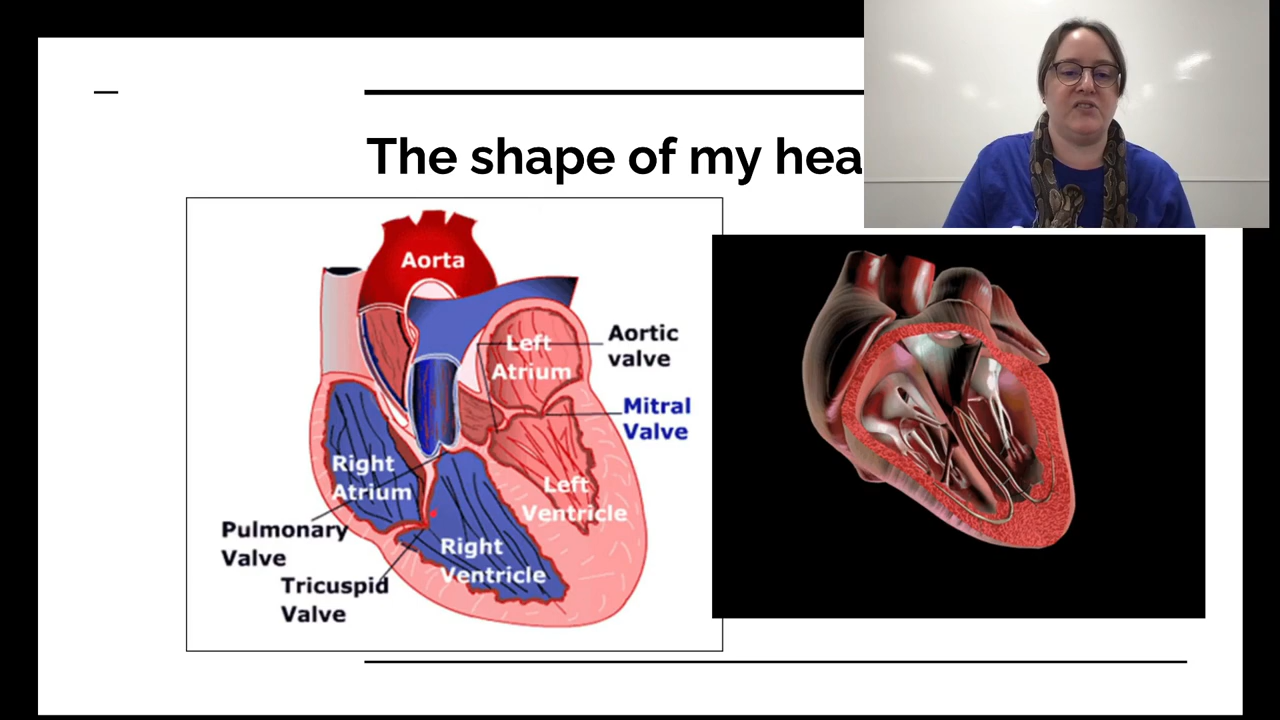 The shape of my hea
Aorta
Aortic
valve
Left
Atrium
Mitral
Valve
Right
Atrium
Left
Ventricle
Pulmonary
Valve
Right
Ventricle
Tricuspid
Valve